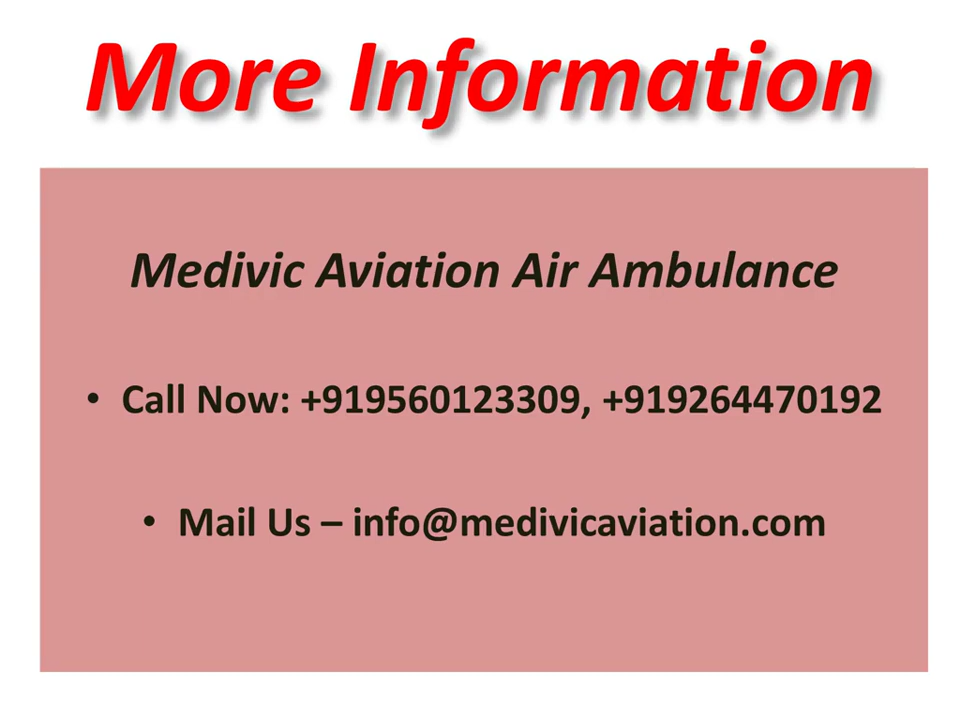 More Information
Medivic Aviation Air Ambulance
• Call Now: +919560123309, +919264470192
• Mail Us – info@medivicaviation.com